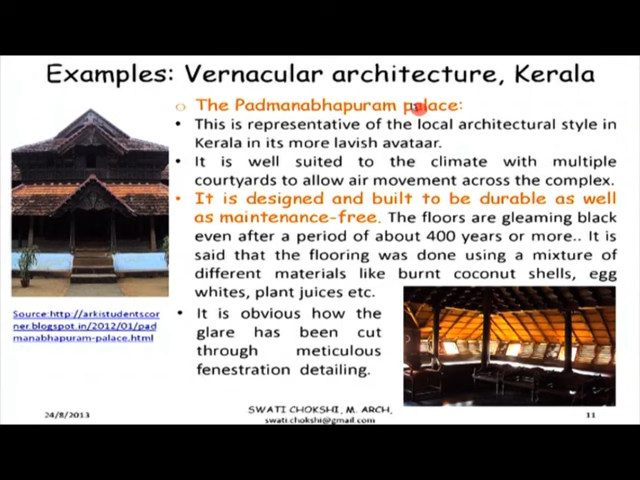 Examples: Vernacular architecture, Kerala
o The Padmanabhapuram palace:
• This is representative of the local architectural style in
Kerala in its more lavish avataar.
• It is well suited to the climate with multiple
courtyards to allow air movement across the complex.
• It is designed and built to be durable as well
as maintenance-free. The floors are gleaming black
even after a period of about 400 years or more.. It is
said that the flooring was done using a mixture of
different materials like burnt coconut shells, egg
whites, plant juices etc.
• It is obvious how the
glare has been cut
through meticulous
fenestration detailing.
Source:http://arkistudentscor
ner.blogspot.in/2012/01/pad
manabhapuram-palace.html
24/8/2013
SWATI CHOKSHI, M. ARCH,
swati.chokshi@gmail.com
11